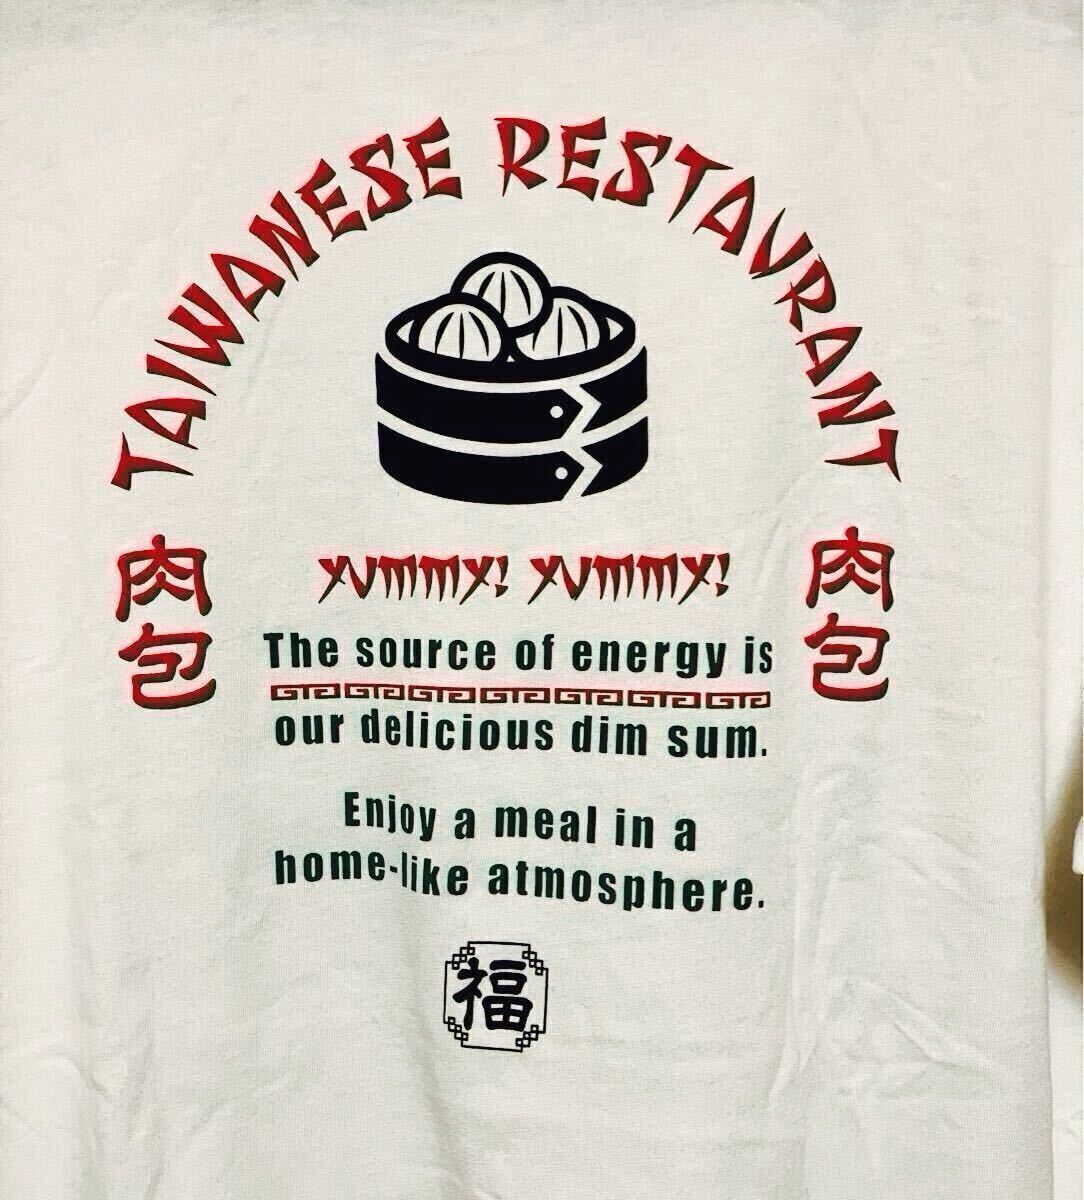 TAIWANESE RESTAURANT
肉包
肉包
YUMMY! YUMMY!
The source of energy is
our delicious dim sum.
Enjoy a meal in a
home-like atmosphere.
福